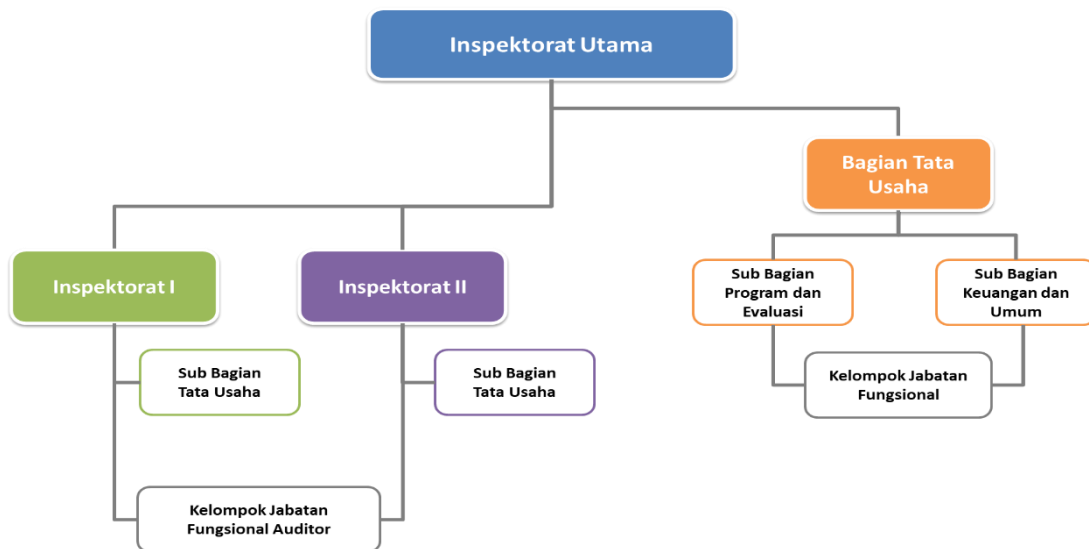 Inspektorat Utama
Bagian Tata
Usaha
Inspektorat I
Inspektorat II
Sub Bagian
Program dan
Evaluasi
Sub Bagian
Keuangan dan
Umum
Sub Bagian
Tata Usaha
Sub Bagian
Tata Usaha
Kelompok Jabatan
Fungsional
Kelompok Jabatan
Fungsional Auditor